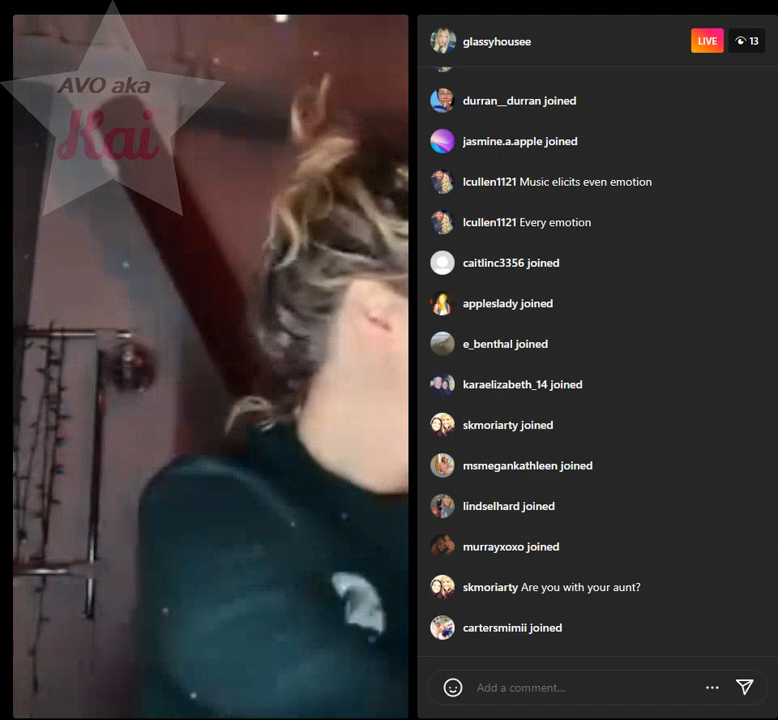 AVO aka
Kai
glassyhousee
LIVE
13
durran__durran joined
jasmine.a.apple joined
lcullen1121 Music elicits even emotion
lcullen1121 Every emotion
caitlinc3356 joined
appleslady joined
e_benthal joined
karaelizabeth_14 joined
skmoriarty joined
msmegankathleen joined
lindselhard joined
murrayxoxo joined
skmoriarty Are you with your aunt?
cartersmimii joined
Add a comment...